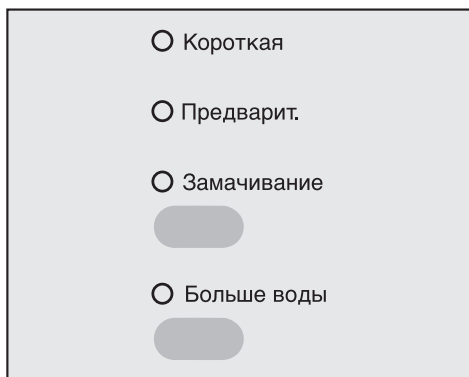 Короткая
Предварит.
Замачивание
Больше воды